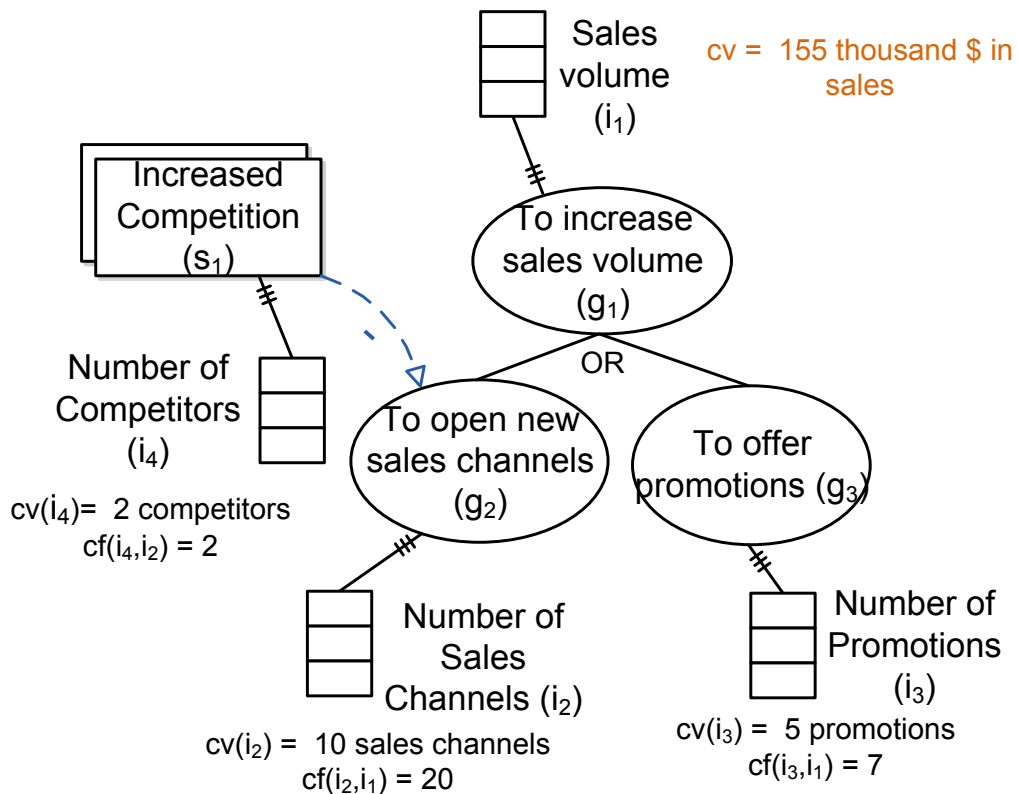 Sales
volume
(i₁)
cv = 155 thousand $ in
sales
Increased
Competition
(s₁)
To increase
sales volume
(g₁)
OR
Number of
Competitors
(i₄)
cv(i₄)= 2 competitors
cf(i₄,i₂) = 2
To open new
sales channels
(g₂)
To offer
promotions (g₃)
Number of
Sales
Channels (i₂)
cv(i₂) = 10 sales channels
cf(i₂,i₁) = 20
Number of
Promotions
(i₃)
cv(i₃) = 5 promotions
cf(i₃,i₁) = 7